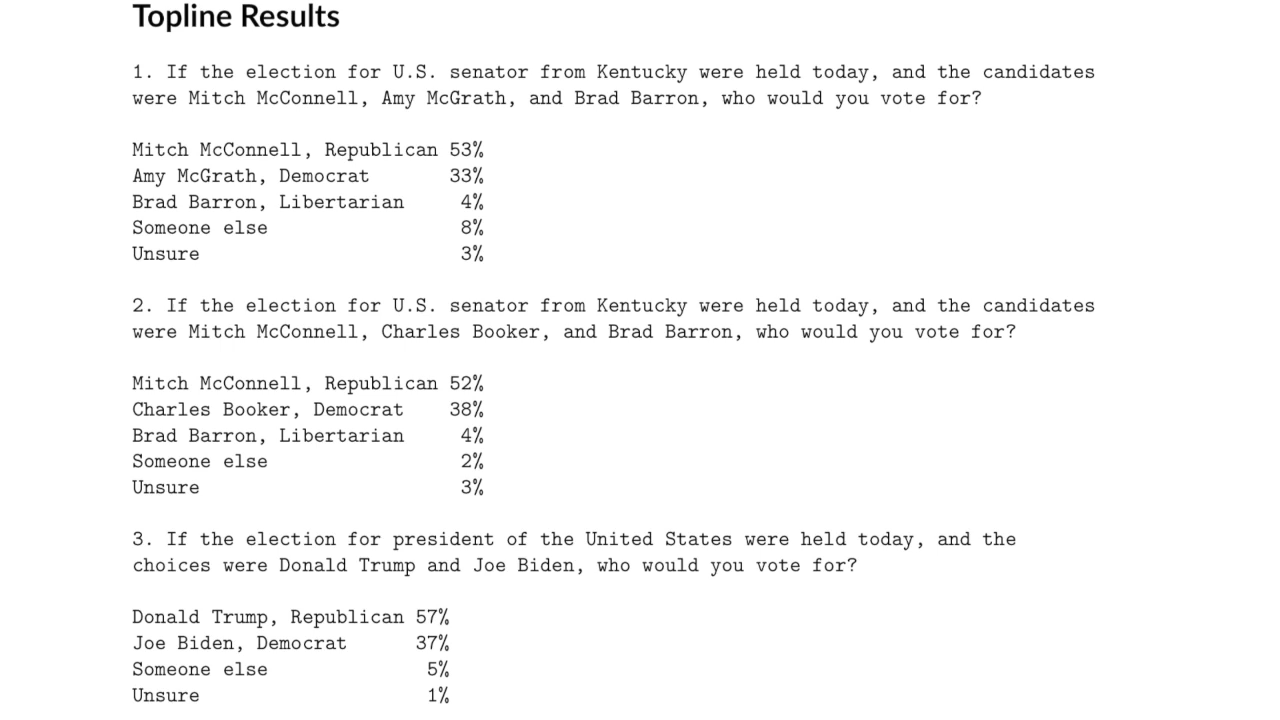 Topline Results
1. If the election for U.S. senator from Kentucky were held today, and the candidates
were Mitch McConnell, Amy McGrath, and Brad Barron, who would you vote for?
Mitch McConnell, Republican 53%
Amy McGrath, Democrat 33%
Brad Barron, Libertarian 4%
Someone else 8%
Unsure 3%
2. If the election for U.S. senator from Kentucky were held today, and the candidates
were Mitch McConnell, Charles Booker, and Brad Barron, who would you vote for?
Mitch McConnell, Republican 52%
Charles Booker, Democrat 38%
Brad Barron, Libertarian 4%
Someone else 2%
Unsure 3%
3. If the election for president of the United States were held today, and the
choices were Donald Trump and Joe Biden, who would you vote for?
Donald Trump, Republican 57%
Joe Biden, Democrat 37%
Someone else 5%
Unsure 1%